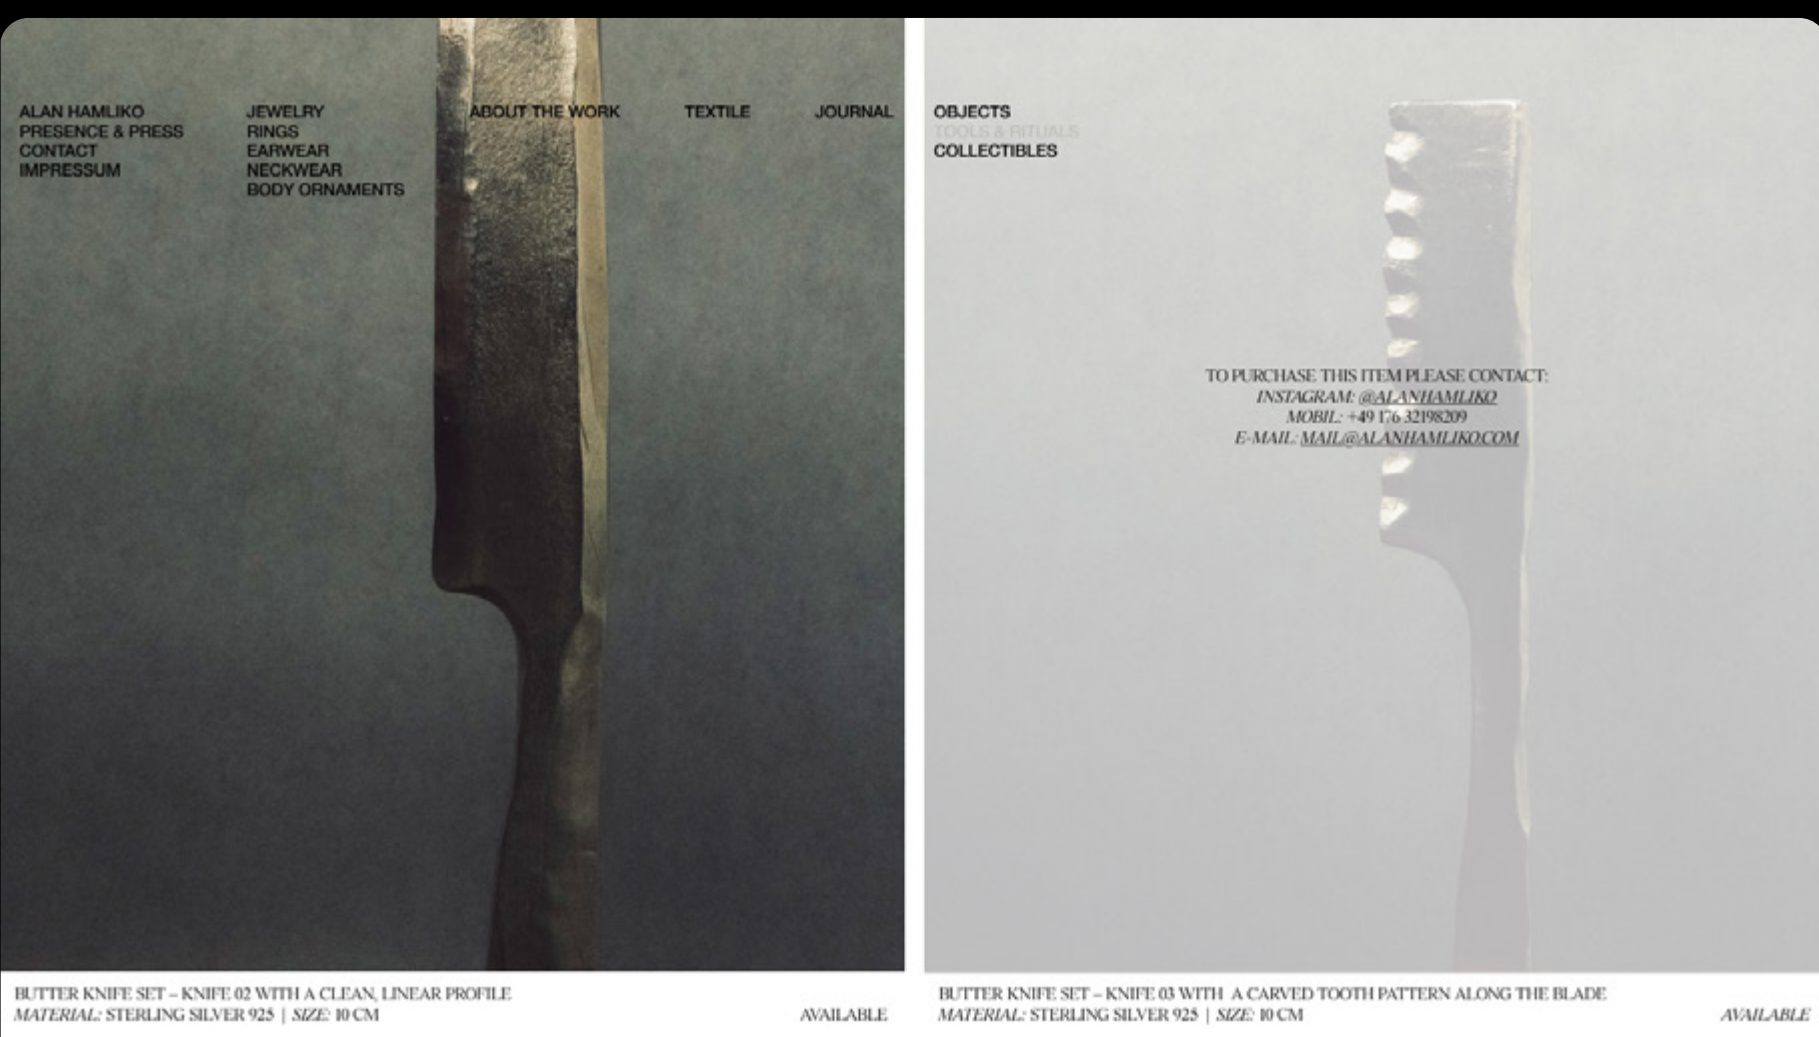 ALAN HAMLIKO
PRESENCE & PRESS
CONTACT
IMPRESSUM
JEWELRY
RINGS
EARWEAR
NECKWEAR
BODY ORNAMENTS
ABOUT THE WORK
TEXTILE
JOURNAL
OBJECTS
TOOLS & RITUALS
COLLECTIBLES
TO PURCHASE THIS ITEM PLEASE CONTACT:
INSTAGRAM: @ALANHAMLIKO
MOBIL: +49 176 32198209
E-MAIL: MAIL@ALANHAMLIKO.COM
BUTTER KNIFE SET – KNIFE 02 WITH A CLEAN, LINEAR PROFILE
MATERIAL: STERLING SILVER 925 | SIZE: 10 CM
AVAILABLE
BUTTER KNIFE SET – KNIFE 03 WITH A CARVED TOOTH PATTERN ALONG THE BLADE
MATERIAL: STERLING SILVER 925 | SIZE: 10 CM
AVAILABLE